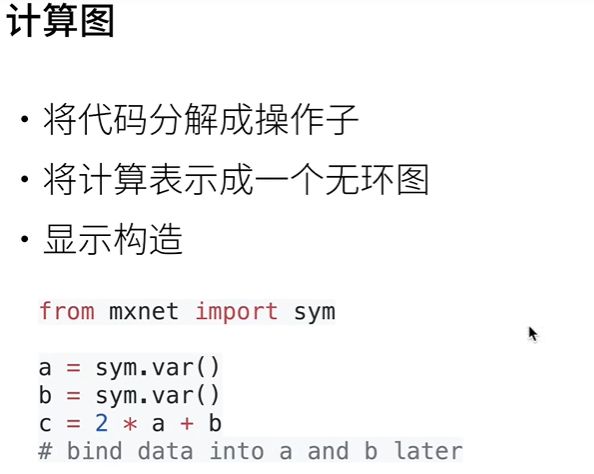 计算图
• 将代码分解成操作子
• 将计算表示成一个无环图
• 显示构造
from mxnet import sym
a = sym.var()
b = sym.var()
c = 2 * a + b
# bind data into a and b later